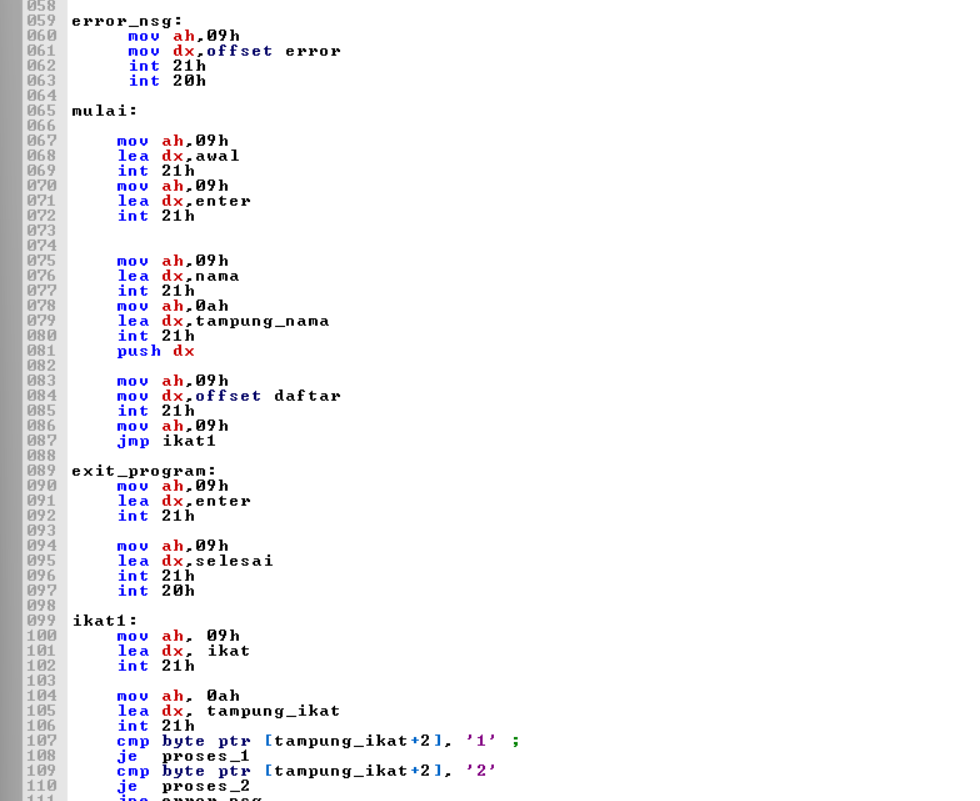 058
059 error_nsg:
060 mov ah,09h
061 mov dx,offset error
062 int 21h
063 int 20h
064
065 mulai:
066
067 mov ah,09h
068 lea dx,awal
069 int 21h
070 mov ah,09h
071 lea dx,enter
072 int 21h
073
074
075 mov ah,09h
076 lea dx,nama
077 int 21h
078 mov ah,0ah
079 lea dx,tampung_nama
080 int 21h
081 push dx
082
083 mov ah,09h
084 mov dx,offset daftar
085 int 21h
086 mov ah,09h
087 jmp ikat1
088
089 exit_program:
090 mov ah,09h
091 lea dx,enter
092 int 21h
093
094 mov ah,09h
095 lea dx,selesai
096 int 21h
097 int 20h
098
099 ikat1:
100 mov ah, 09h
101 lea dx, ikat
102 int 21h
103
104 mov ah, 0ah
105 lea dx, tampung_ikat
106 int 21h
107 cmp byte ptr [tampung_ikat+2], '1' ;
108 je proses_1
109 cmp byte ptr [tampung_ikat+2], '2'
110 je proses_2
111 jne error_nsg